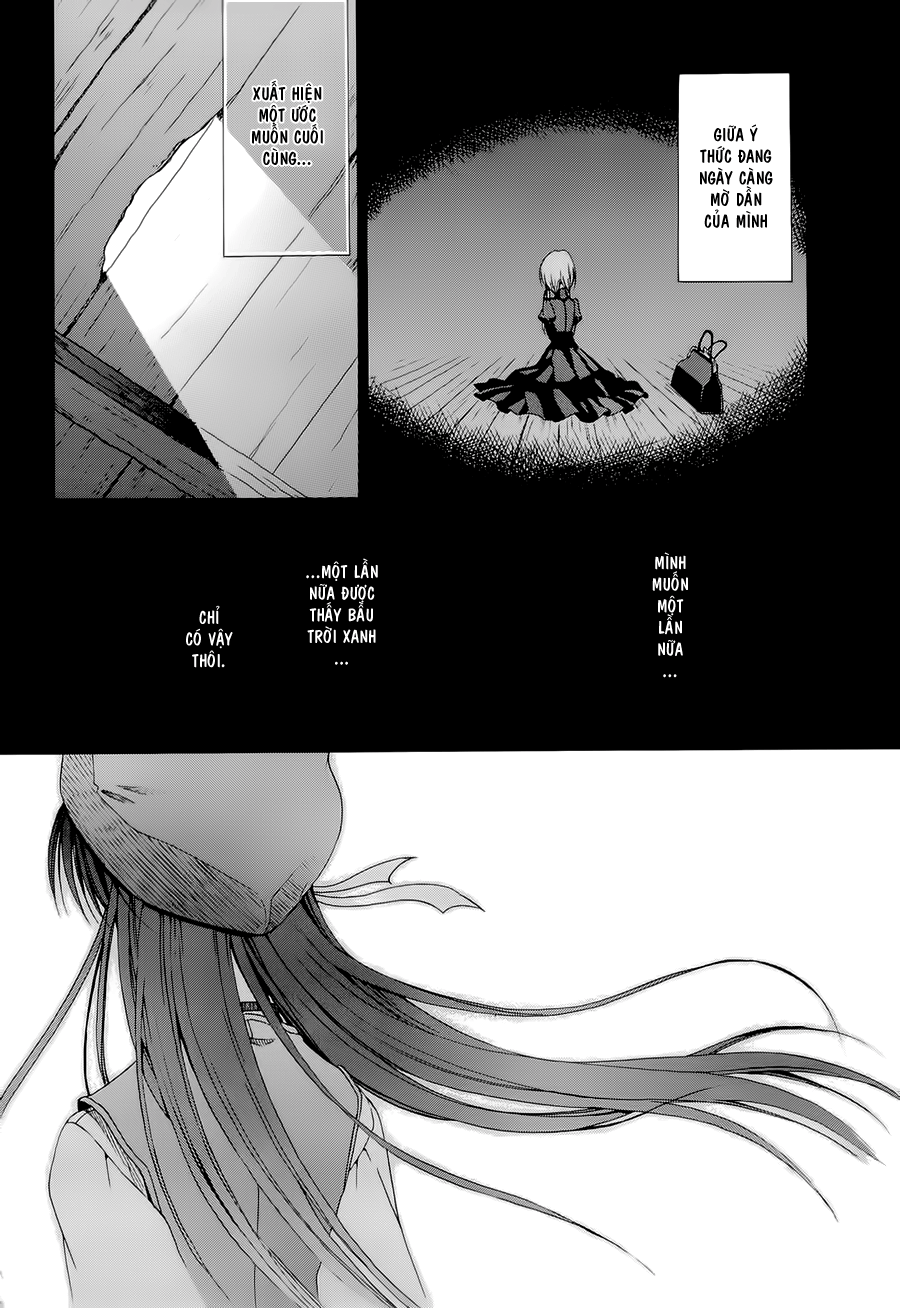 GIỮA Ý
THỨC ĐANG
NGÀY CÀNG
MỜ DẦN
CỦA MÌNH
XUẤT HIỆN
MỘT ƯỚC
MUỐN CUỐI
CÙNG...
MÌNH
MUỐN
MỘT
LẦN
NỮA
...
...MỘT LẦN
NỮA ĐƯỢC
THẤY BẦU
TRỜI XANH
...
CHỈ
CÓ VẬY
THÔI.